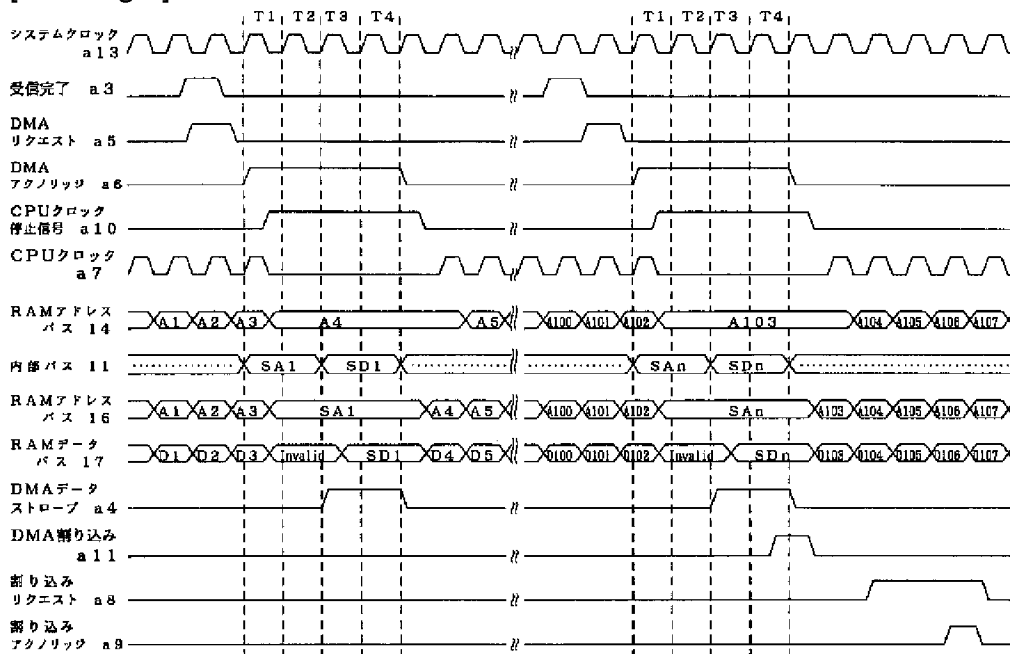 T1 T2 T3 T4 T1 T2 T3 T4
システムクロック
a13
受信完了 a3
DMA
リクエスト a5
DMA
アクノリッジ a6
CPUクロック
停止信号 a10
CPUクロック
a7
RAMアドレス
バス 14
A1 A2 A3 A4 A5 A100 A101 A102 A103 A104 A105 A106 A107
内部バス 11
SA1 SD1 SAn SDn
RAMアドレス
バス 16
A1 A2 A3 SA1 A4 A5 A100 A101 A102 SAn A103 A104 A105 A106 A107
RAMデータ
バス 17
D1 D2 D3 Invalid SD1 D4 D5 D100 D101 D102 Invalid SDn D103 D104 D105 D106 D107
DMAデータ
ストローブ a4
DMA割り込み
a11
割り込み
リクエスト a8
割り込み
アクノリッジ a9